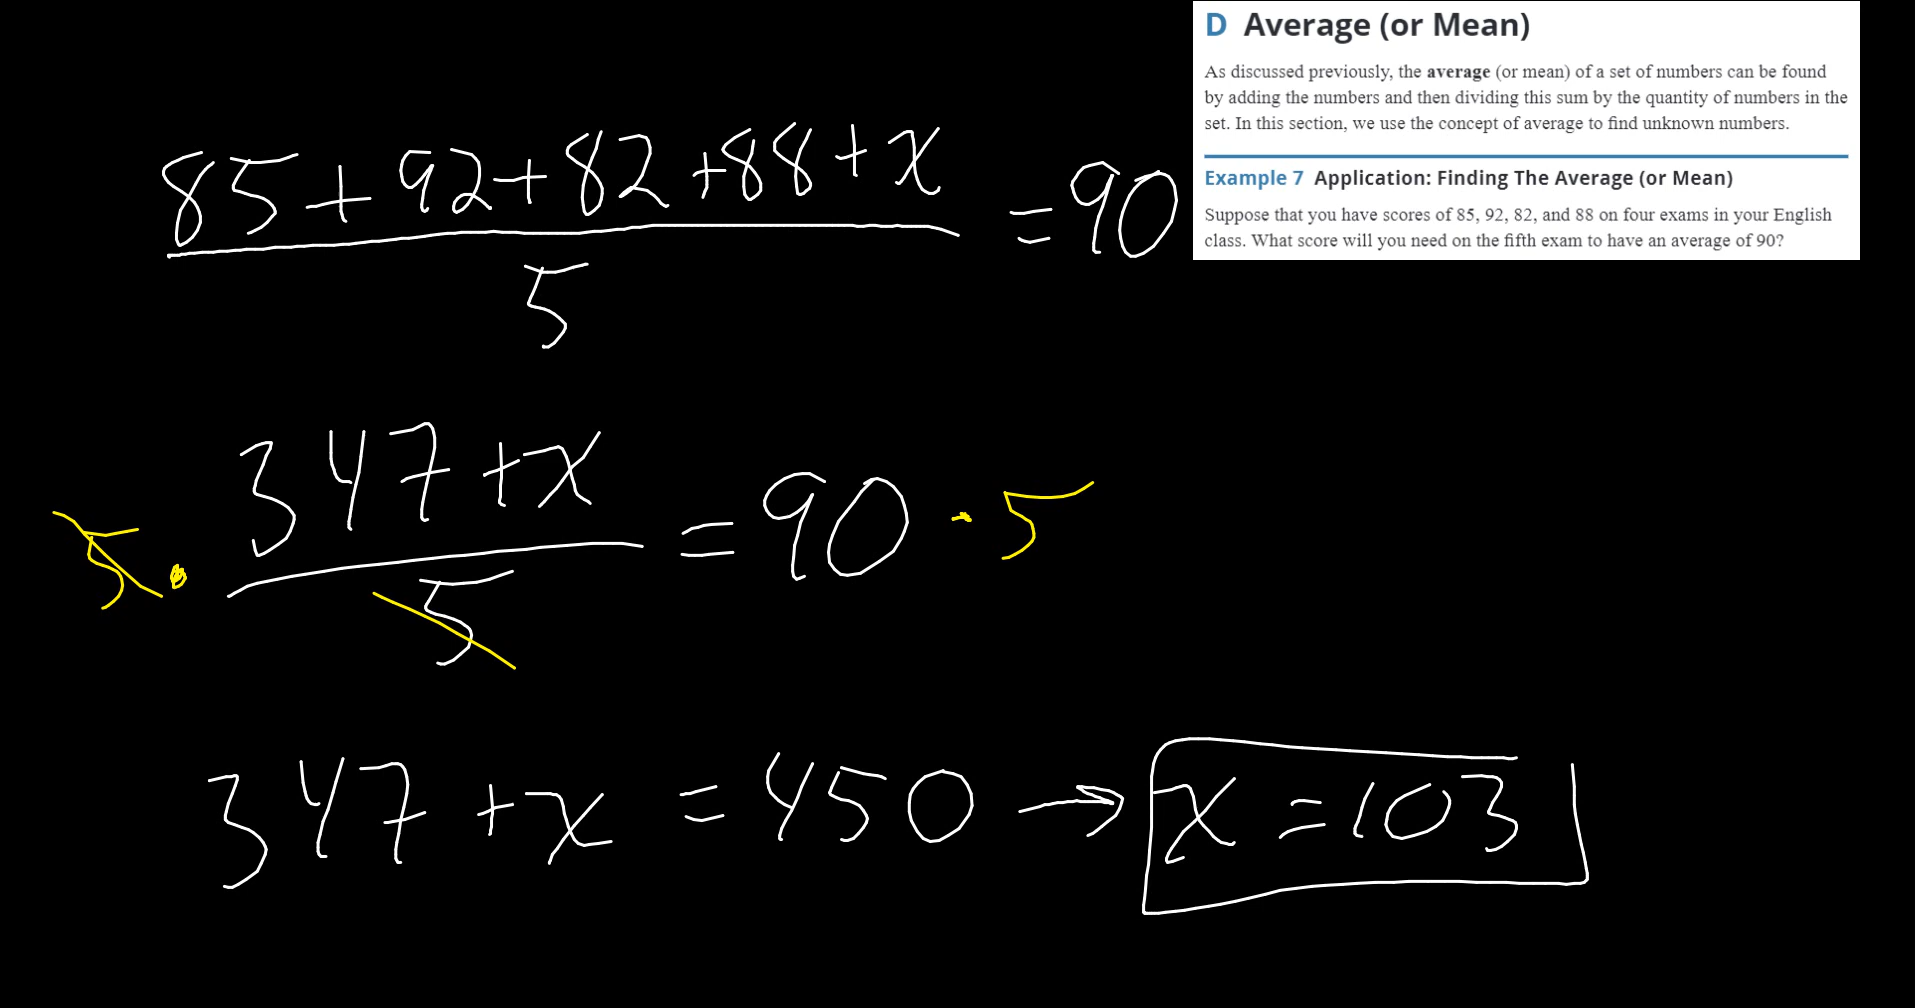 D Average (or Mean)
As discussed previously, the average (or mean) of a set of numbers can be found
by adding the numbers and then dividing this sum by the quantity of numbers in the
set. In this section, we use the concept of average to find unknown numbers.
Example 7 Application: Finding The Average (or Mean)
Suppose that you have scores of 85, 92, 82, and 88 on four exams in your English
class. What score will you need on the fifth exam to have an average of 90?
85+92+82+88+x
= 90
5
347+x
5 · = 90 · 5
5
347 + x = 450 → x = 103